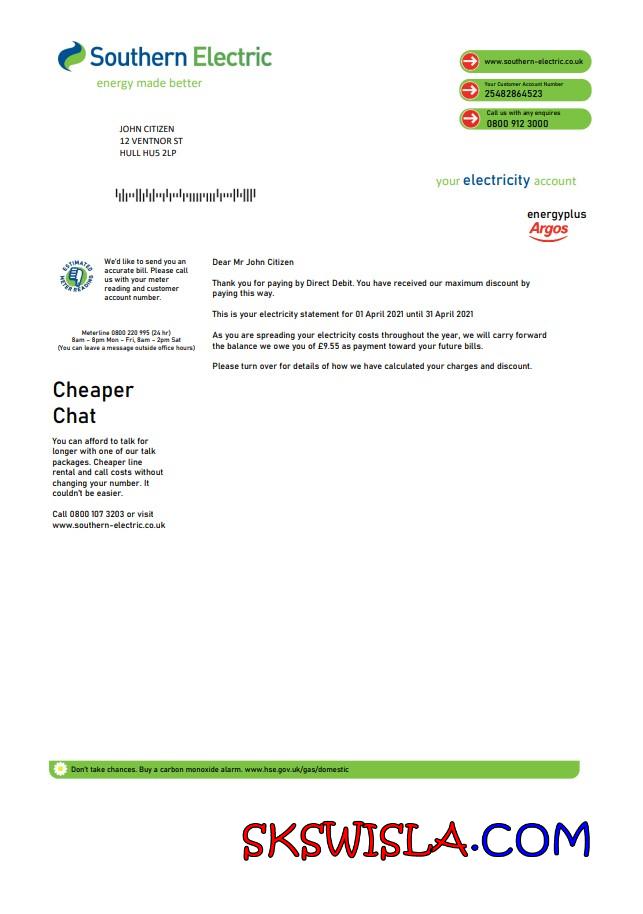 Southern Electric
energy made better
www.southern-electric.co.uk
Your Customer Account Number
25482864523
Call us with any enquires
0800 912 3000
JOHN CITIZEN
12 VENTNOR ST
HULL HU5 2LP
your electricity account
energyplus
Argos
ESTIMATED
METER READING
We'd like to send you an
accurate bill. Please call
us with your meter
reading and customer
account number.
Meterline 0800 220 995 (24 hr)
8am – 8pm Mon – Fri, 8am – 2pm Sat
(You can leave a message outside office hours)
Dear Mr John Citizen
Thank you for paying by Direct Debit. You have received our maximum discount by
paying this way.
This is your electricity statement for 01 April 2021 until 31 April 2021
As you are spreading your electricity costs throughout the year, we will carry forward
the balance we owe you of £9.55 as payment toward your future bills.
Please turn over for details of how we have calculated your charges and discount.
Cheaper
Chat
You can afford to talk for
longer with one of our talk
packages. Cheaper line
rental and call costs without
changing your number. It
couldn't be easier.
Call 0800 107 3203 or visit
www.southern-electric.co.uk
Don't take chances. Buy a carbon monoxide alarm. www.hse.gov.uk/gas/domestic
SKSWISLA.COM